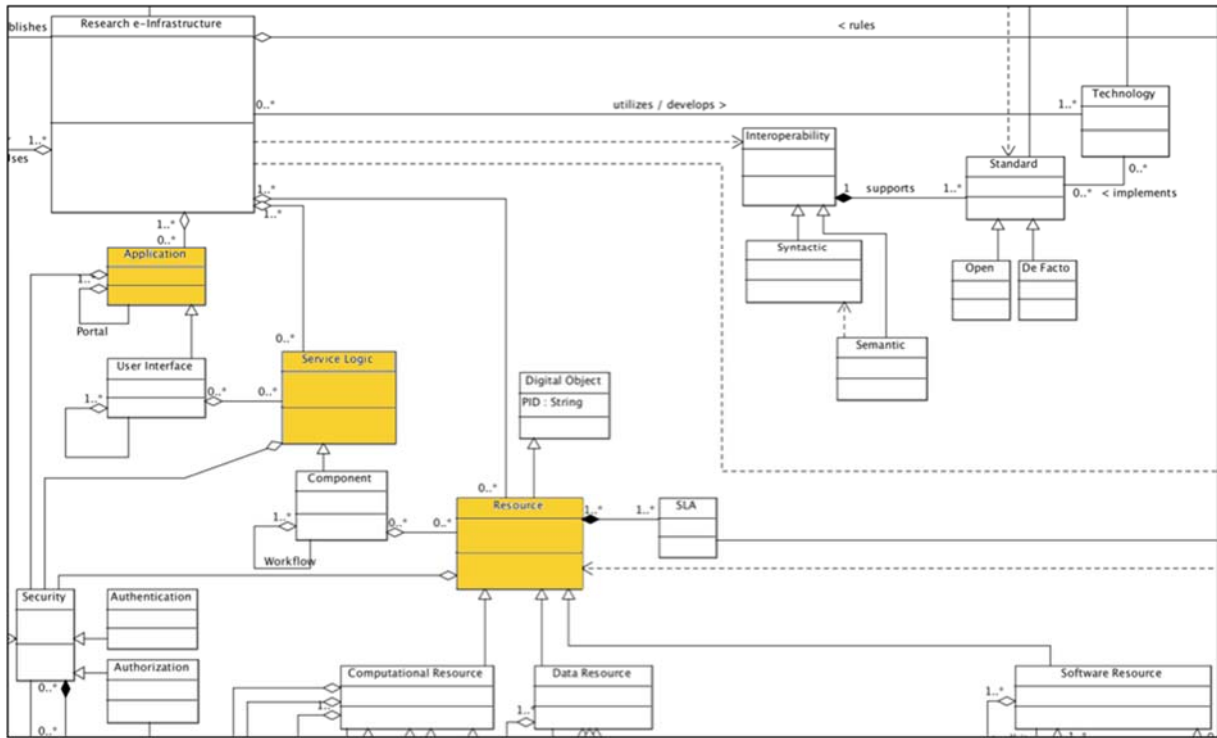 Research e-Infrastructure
blishes
< rules
0..*
utilizes / develops >
1..*
Technology
Interoperability
1..*
Uses
Standard
0..*
1
supports
1..*
0..*
< implements
1..*
1..*
1..*
0..*
Application
Syntactic
Open
De Facto
1..*
Portal
0..*
Semantic
User Interface
Service Logic
Digital Object
PID : String
1..*
0..*
0..*
Component
0..*
Resource
SLA
1..*
0..*
0..*
1..*
1..*
Workflow
Security
Authentication
Authorization
0..*
Computational Resource
Data Resource
Software Resource
1..*
1..*
1..*
0..*
1..*